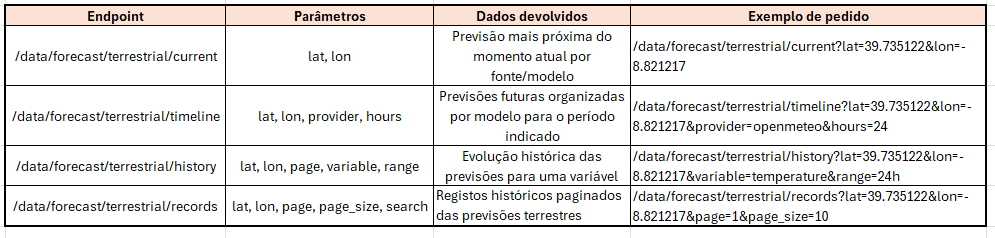 Endpoint Parâmetros Dados devolvidos Exemplo de pedido
/data/forecast/terrestrial/current lat, lon Previsão mais próxima do
momento atual por
fonte/modelo /data/forecast/terrestrial/current?lat=39.735122&lon=-
8.821217
/data/forecast/terrestrial/timeline lat, lon, provider, hours Previsões futuras organizadas
por modelo para o período
indicado /data/forecast/terrestrial/timeline?lat=39.735122&lon=-
8.821217&provider=openmeteo&hours=24
/data/forecast/terrestrial/history lat, lon, page, variable, range Evolução histórica das
previsões para uma variável /data/forecast/terrestrial/history?lat=39.735122&lon=-
8.821217&variable=temperature&range=24h
/data/forecast/terrestrial/records lat, lon, page, page_size, search Registos históricos paginados
das previsões terrestres /data/forecast/terrestrial/records?lat=39.735122&lon=-
8.821217&page=1&page_size=10